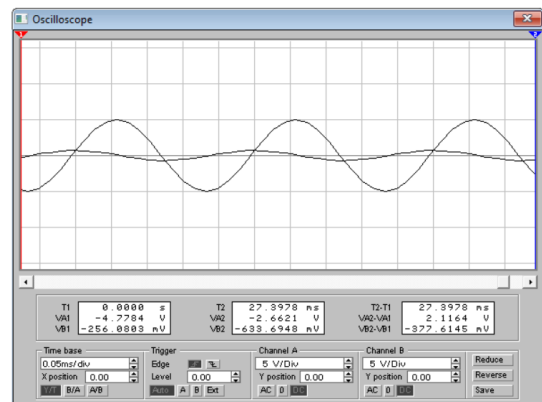 Oscilloscope
1 2
T1 0.0000 s
VA1 -4.7784 V
VB1 -256.0803 mV
T2 27.3978 ms
VA2 -2.6621 V
VB2 -633.6948 mV
T2-T1 27.3978 ms
VA2-VA1 2.1164 V
VB2-VB1 -377.6145 mV
Time base
0.05ms/div
X position 0.00
Y/T B/A A/B
Trigger
Edge
Level 0.00
Auto A B Ext
Channel A
5 V/Div
Y position 0.00
AC 0 DC
Channel B
5 V/Div
Y position 0.00
AC 0 DC
Reduce
Reverse
Save